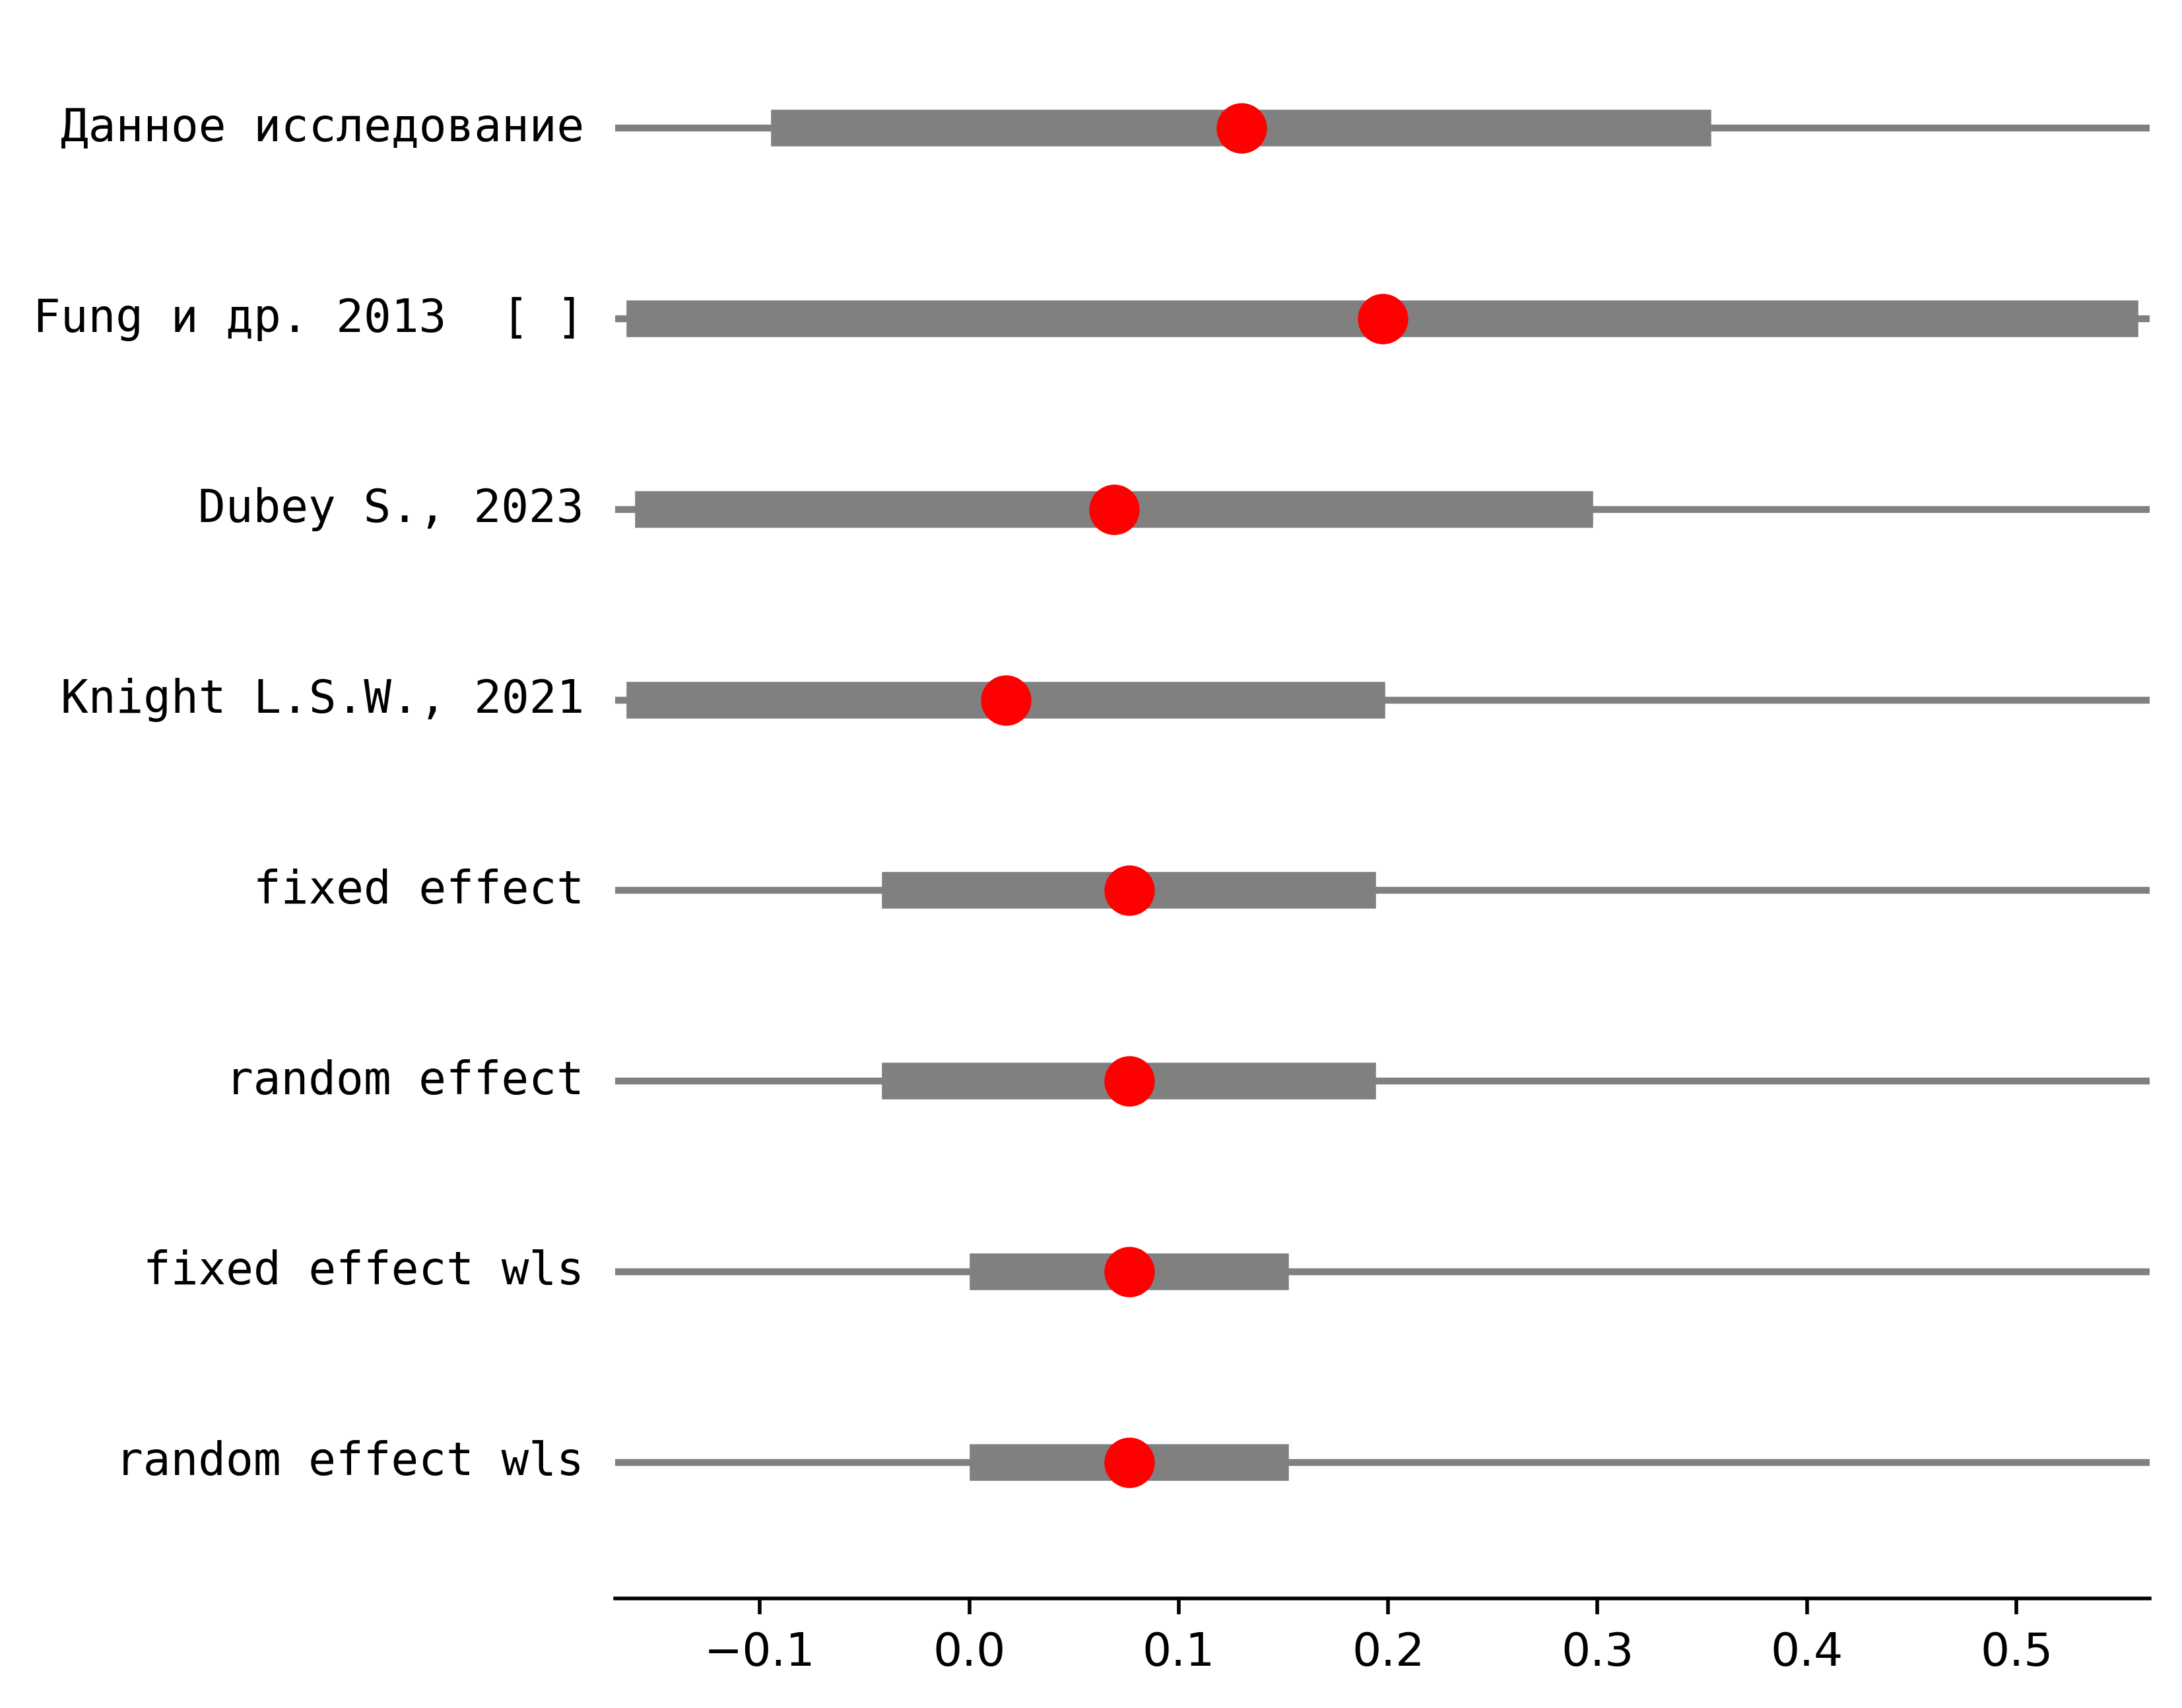 Данное исследование
Fung и др. 2013  [ ]
Dubey S., 2023
Knight L.S.W., 2021
fixed effect
random effect
fixed effect wls
random effect wls
−0.1 0.0 0.1 0.2 0.3 0.4 0.5